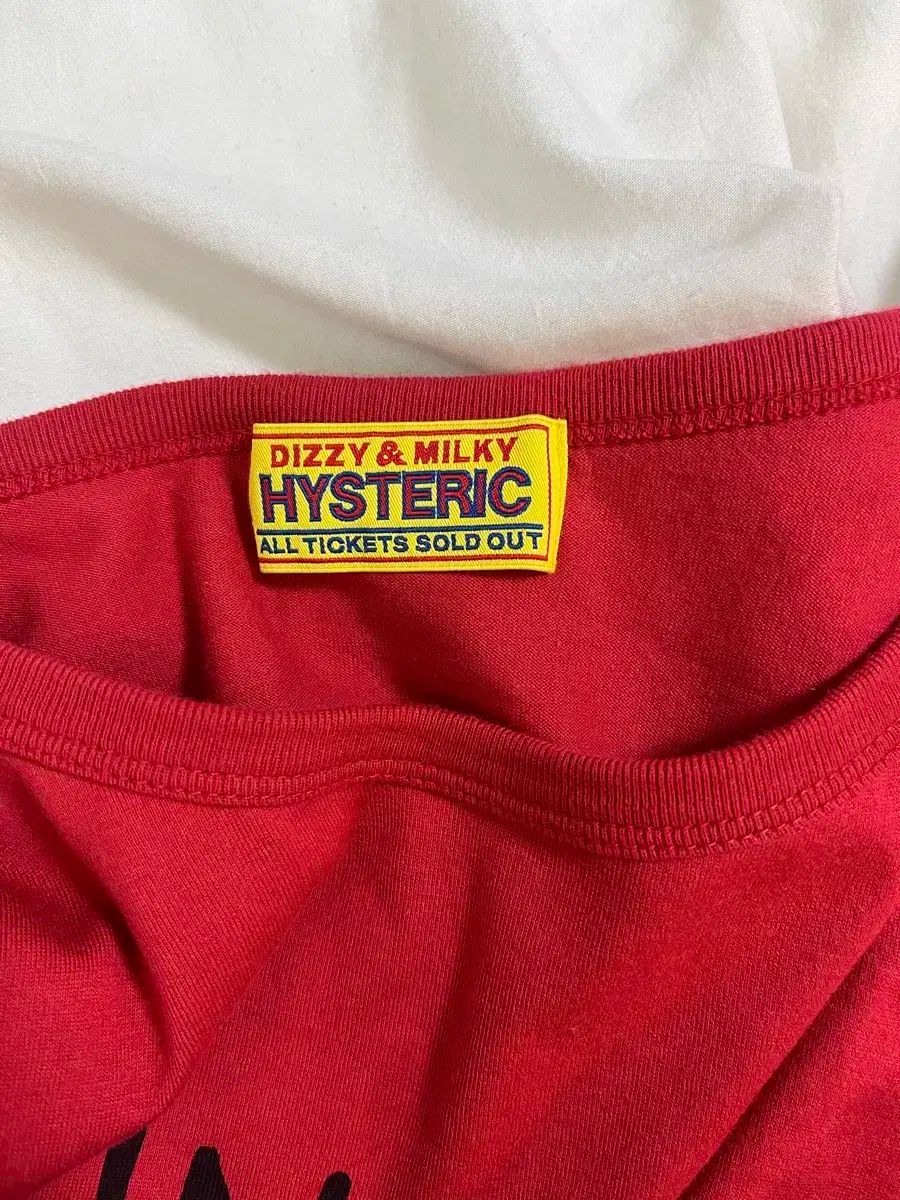 DIZZY & MILKY
HYSTERIC
ALL TICKETS SOLD OUT